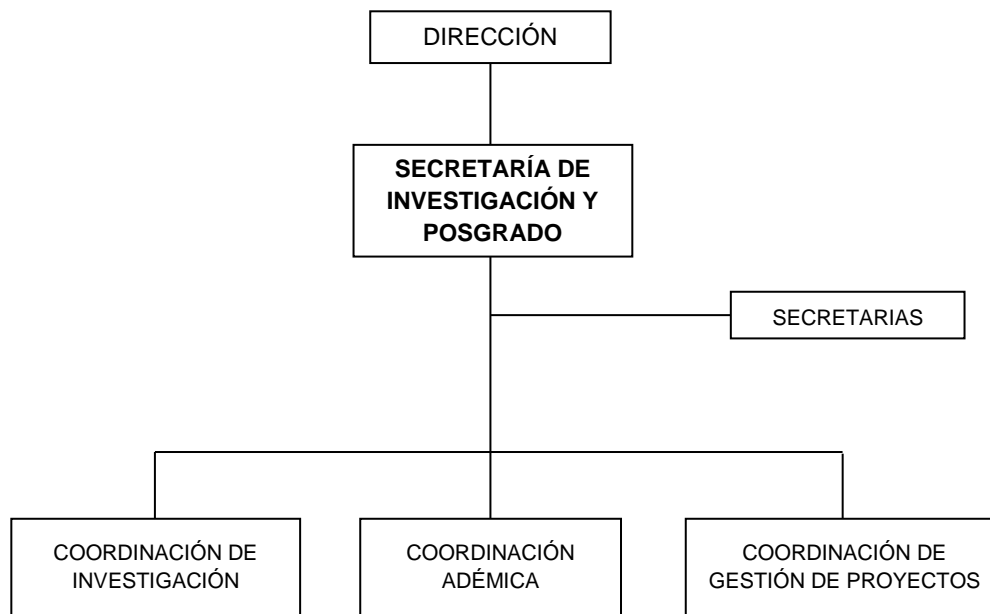 DIRECCIÓN
SECRETARÍA DE
INVESTIGACIÓN Y
POSGRADO
SECRETARIAS
COORDINACIÓN DE
INVESTIGACIÓN
COORDINACIÓN
ADÉMICA
COORDINACIÓN DE
GESTIÓN DE PROYECTOS